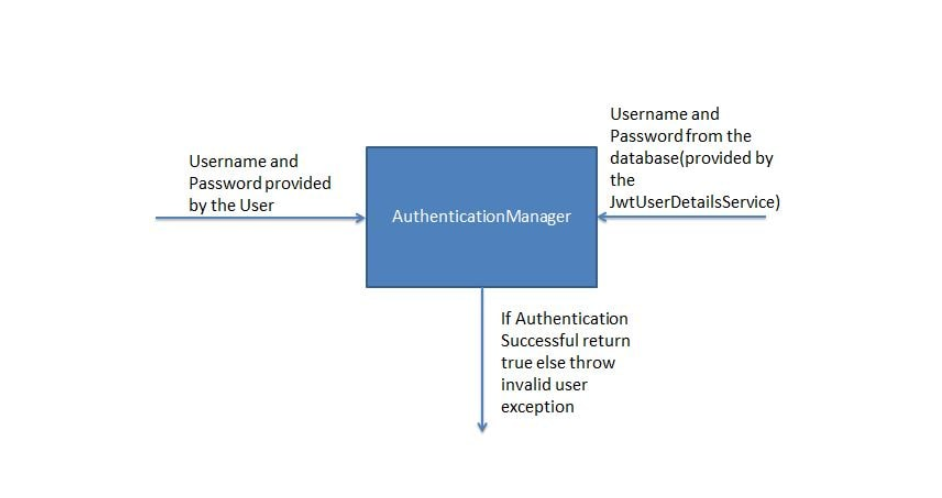 Username and
Password provided
by the User
AuthenticationManager
Username and
Password from the
database(provided by
the
JwtUserDetailsService)
If Authentication
Successful return
true else throw
invalid user
exception